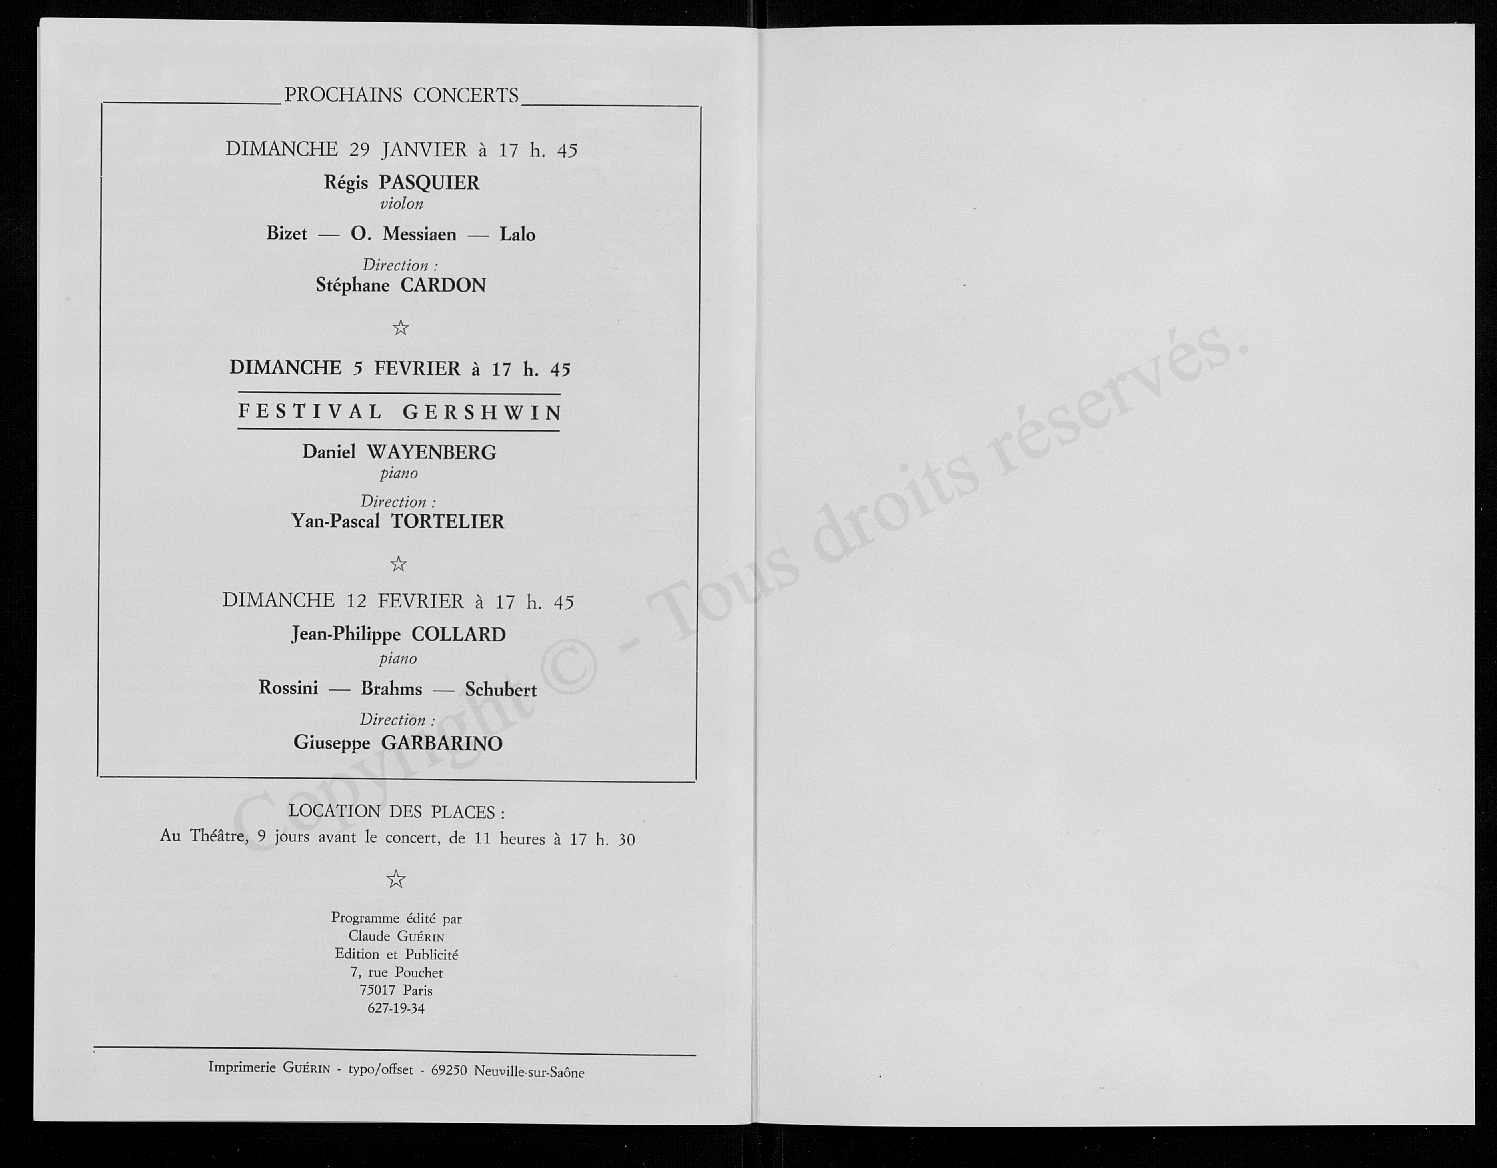 PROCHAINS CONCERTS
DIMANCHE 29 JANVIER à 17 h. 45
Régis PASQUIER
violon
Bizet — O. Messiaen — Lalo
Direction :
Stéphane CARDON
☆
DIMANCHE 5 FEVRIER à 17 h. 45
FESTIVAL GERSHWIN
Daniel WAYENBERG
piano
Direction :
Yan-Pascal TORTELIER
☆
DIMANCHE 12 FEVRIER à 17 h. 45
Jean-Philippe COLLARD
piano
Rossini — Brahms — Schubert
Direction :
Giuseppe GARBARINO
LOCATION DES PLACES :
Au Théâtre, 9 jours avant le concert, de 11 heures à 17 h. 30
☆
Programme édité par
Claude GUÉRIN
Edition et Publicité
7, rue Pouchet
75017 Paris
627-19-34
Imprimerie GUÉRIN - typo/offset - 69250 Neuville-sur-Saône
Copyright © - Tous droits réservés.